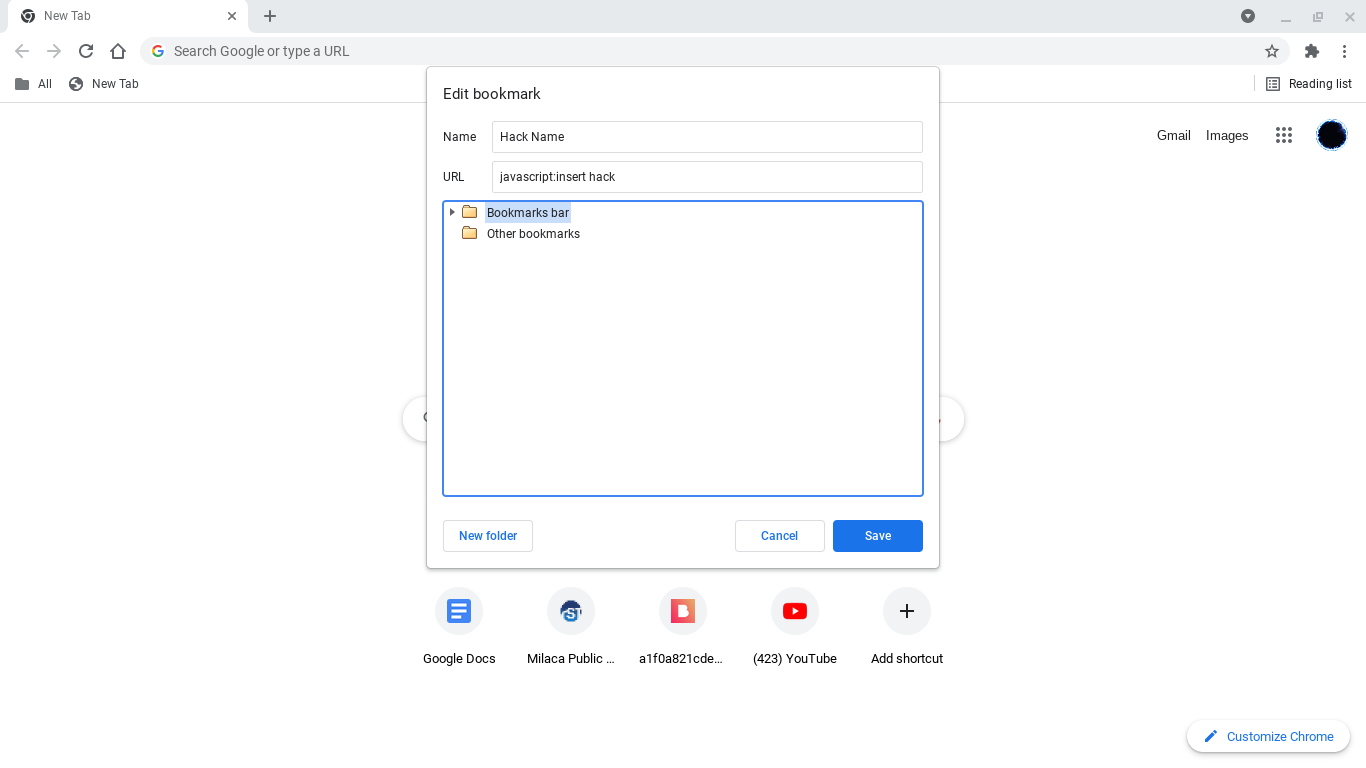 New Tab
Search Google or type a URL
All
New Tab
Reading list
Edit bookmark
Name
Hack Name
URL
javascript:insert hack
Bookmarks bar
Other bookmarks
New folder
Cancel
Save
Gmail
Images
Google Docs
Milaca Public ...
a1f0a821cde...
(423) YouTube
Add shortcut
Customize Chrome